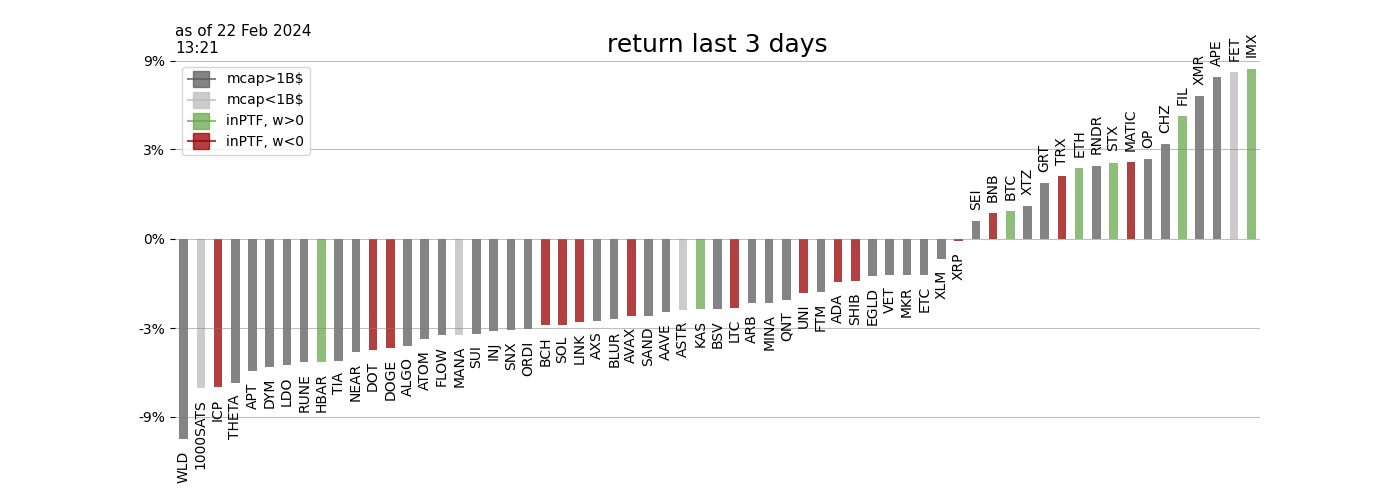 as of 22 Feb 2024
13:21
return last 3 days
mcap>1B$
mcap<1B$
inPTF, w>0
inPTF, w<0
9%
3%
0%
-3%
-9%
WLD
1000SATS
ICP
THETA
APT
DYM
LDO
RUNE
HBAR
TIA
NEAR
DOT
DOGE
ALGO
ATOM
FLOW
MANA
SUI
INJ
SNX
ORDI
BCH
SOL
LINK
AXS
BLUR
AVAX
SAND
AAVE
ASTR
KAS
BSV
LTC
ARB
MINA
QNT
UNI
FTM
ADA
SHIB
EGLD
VET
MKR
ETC
XLM
XRP
SEI
BNB
BTC
XTZ
GRT
TRX
ETH
RNDR
STX
MATIC
OP
CHZ
FIL
XMR
APE
FET
IMX